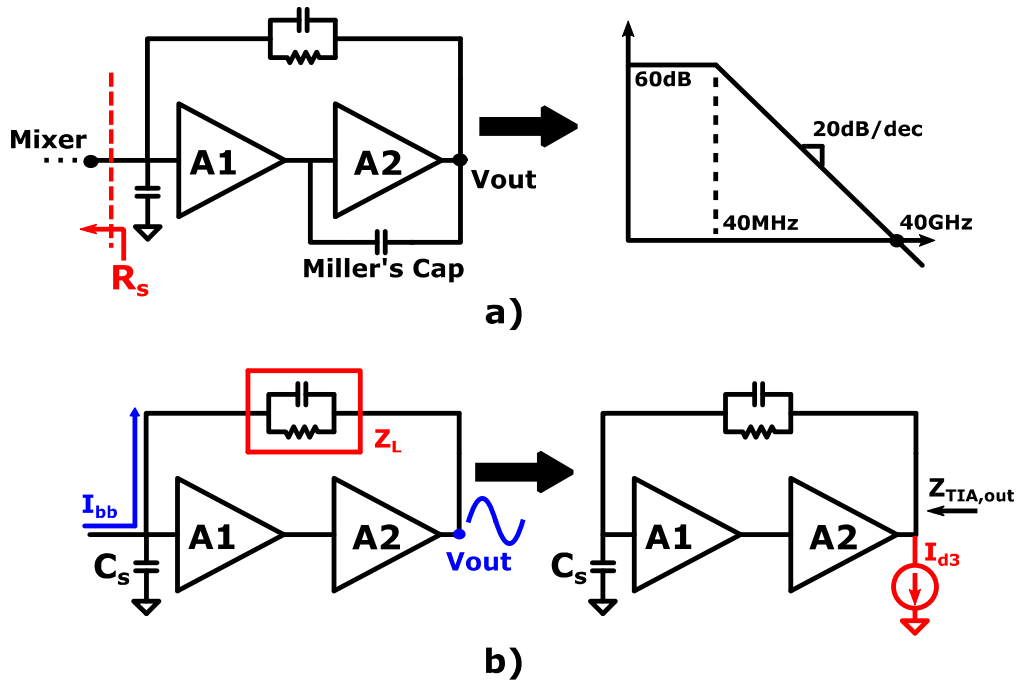 Mixer
A1
A2
Vout
Miller's Cap
Rs
60dB
20dB/dec
40MHz
40GHz
a)
Ibb
ZL
A1
A2
Cs
Vout
A1
A2
Cs
ZTIA,out
Id3
b)